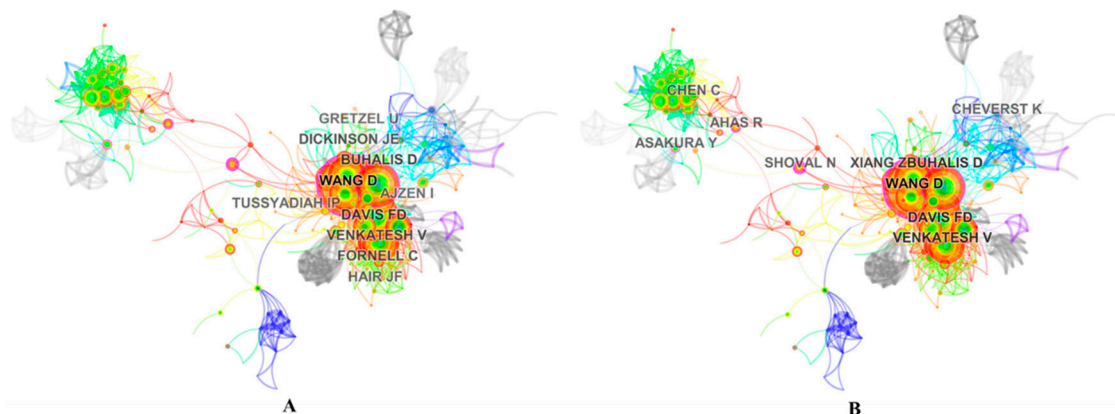 GRETZEL U
DICKINSON JE
BUHALIS D
WANG D
AJZEN I
TUSSYADIAH IP
DAVIS FD
VENKATESH V
FORNELL C
HAIR JF
A
CHEN C
CHEVERST K
AHAS R
ASAKURA Y
SHOVAL N
XIANG Z
BUHALIS D
WANG D
DAVIS FD
VENKATESH V
B